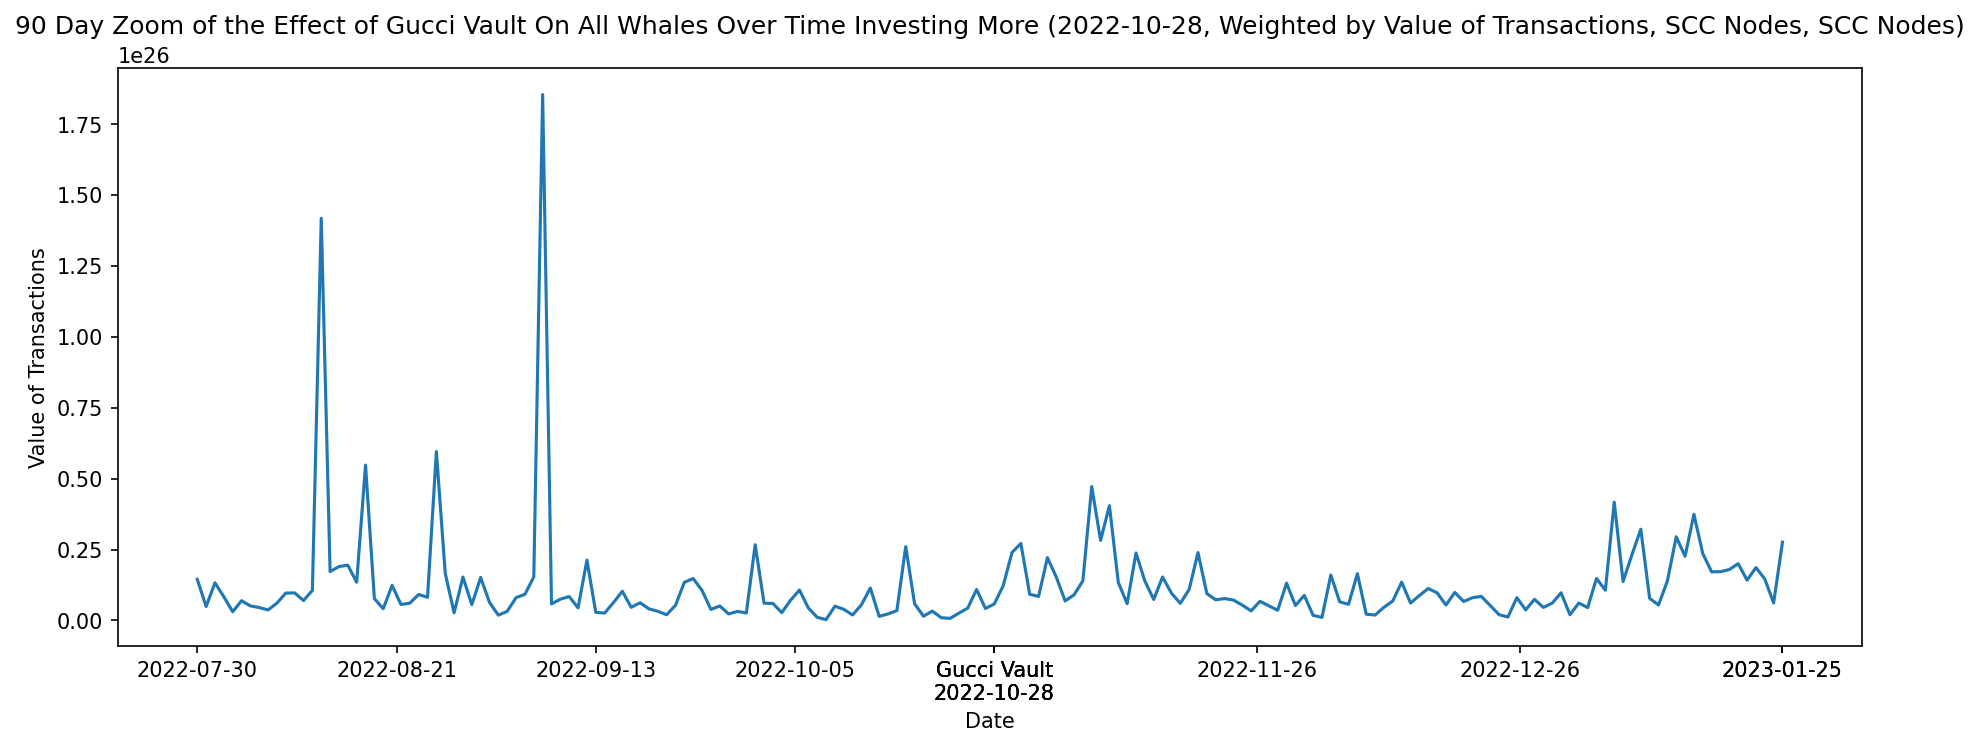 90 Day Zoom of the Effect of Gucci Vault On All Whales Over Time Investing More (2022-10-28, Weighted by Value of Transactions, SCC Nodes, SCC Nodes)
1e26
1.75
1.50
1.25
1.00
0.75
0.50
0.25
0.00
Value of Transactions
2022-07-30 2022-08-21 2022-09-13 2022-10-05 Gucci Vault 2022-11-26 2022-12-26 2023-01-25
2022-10-28
Date